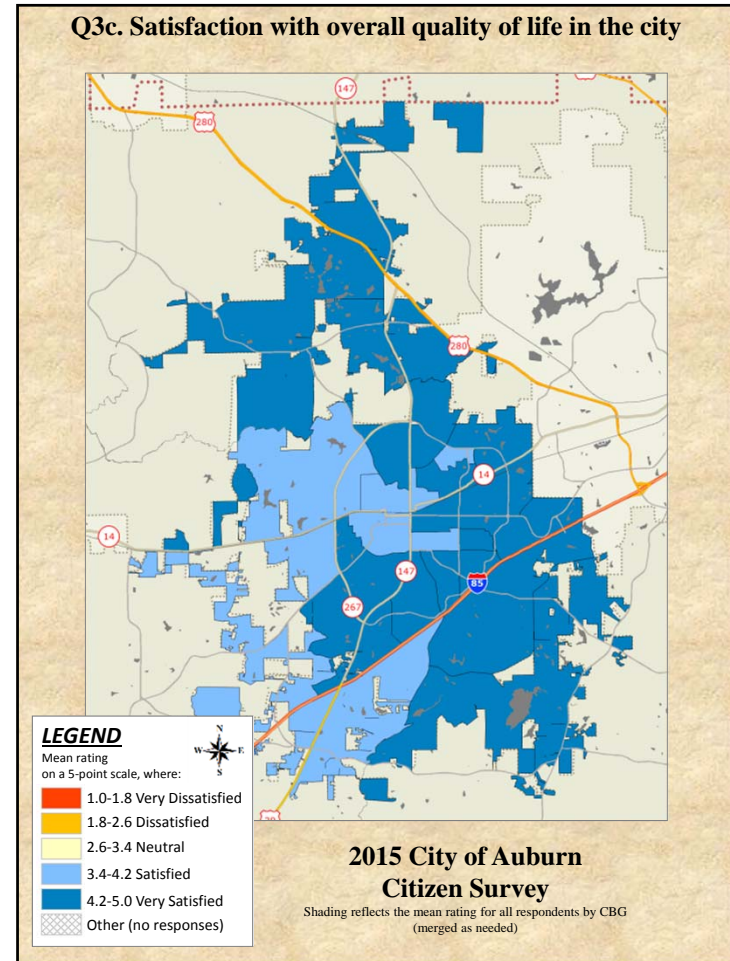 Q3c. Satisfaction with overall quality of life in the city
147
280
280
14
14
147
85
267
LEGEND
N
W E
S
Mean rating
on a 5-point scale, where:
1.0-1.8 Very Dissatisfied
1.8-2.6 Dissatisfied
2.6-3.4 Neutral
3.4-4.2 Satisfied
4.2-5.0 Very Satisfied
Other (no responses)
2015 City of Auburn
Citizen Survey
Shading reflects the mean rating for all respondents by CBG
(merged as needed)